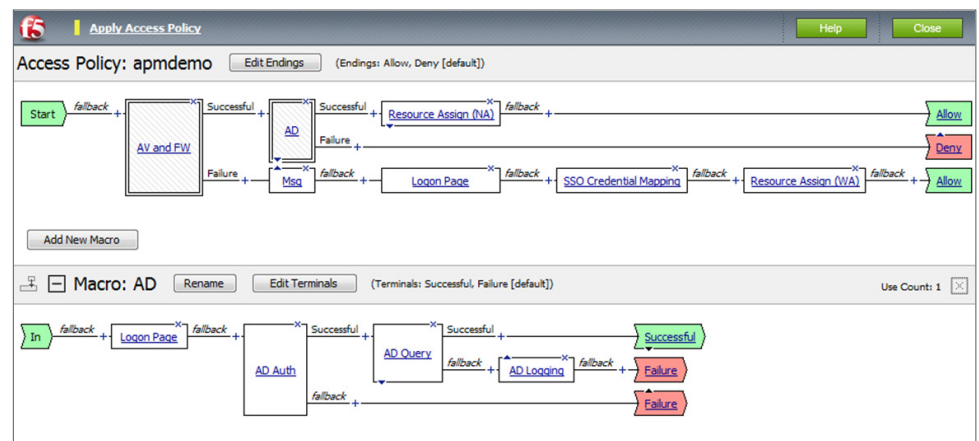 f5 Apply Access Policy Help Close
Access Policy: apmdemo Edit Endings (Endings: Allow, Deny [default])
Start fallback + AV and FW Successful + AD Successful + Resource Assign (NA) fallback + Allow
Failure + Deny
Failure + Msg fallback + Logon Page fallback + SSO Credential Mapping fallback + Resource Assign (WA) fallback + Allow
Add New Macro
Macro: AD Rename Edit Terminals (Terminals: Successful, Failure [default]) Use Count: 1
In fallback + Logon Page fallback + AD Auth Successful + AD Query Successful + Successful
fallback + AD Logging fallback + Failure
fallback + Failure